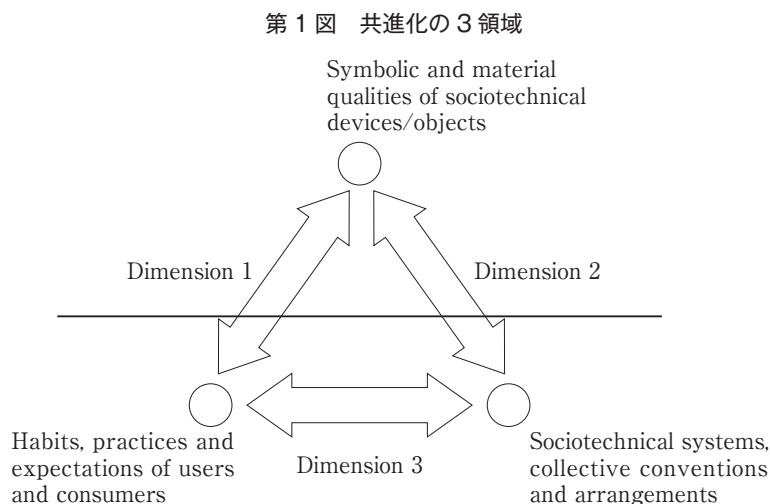 第1図 共進化の3領域
Symbolic and material
qualities of sociotechnical
devices/objects
Dimension 1
Dimension 2
Habits, practices and
expectations of users
and consumers
Dimension 3
Sociotechnical systems,
collective conventions
and arrangements